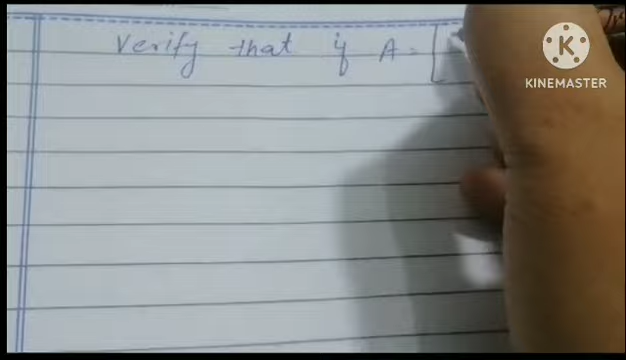 Verify that if A = [
KINEMASTER